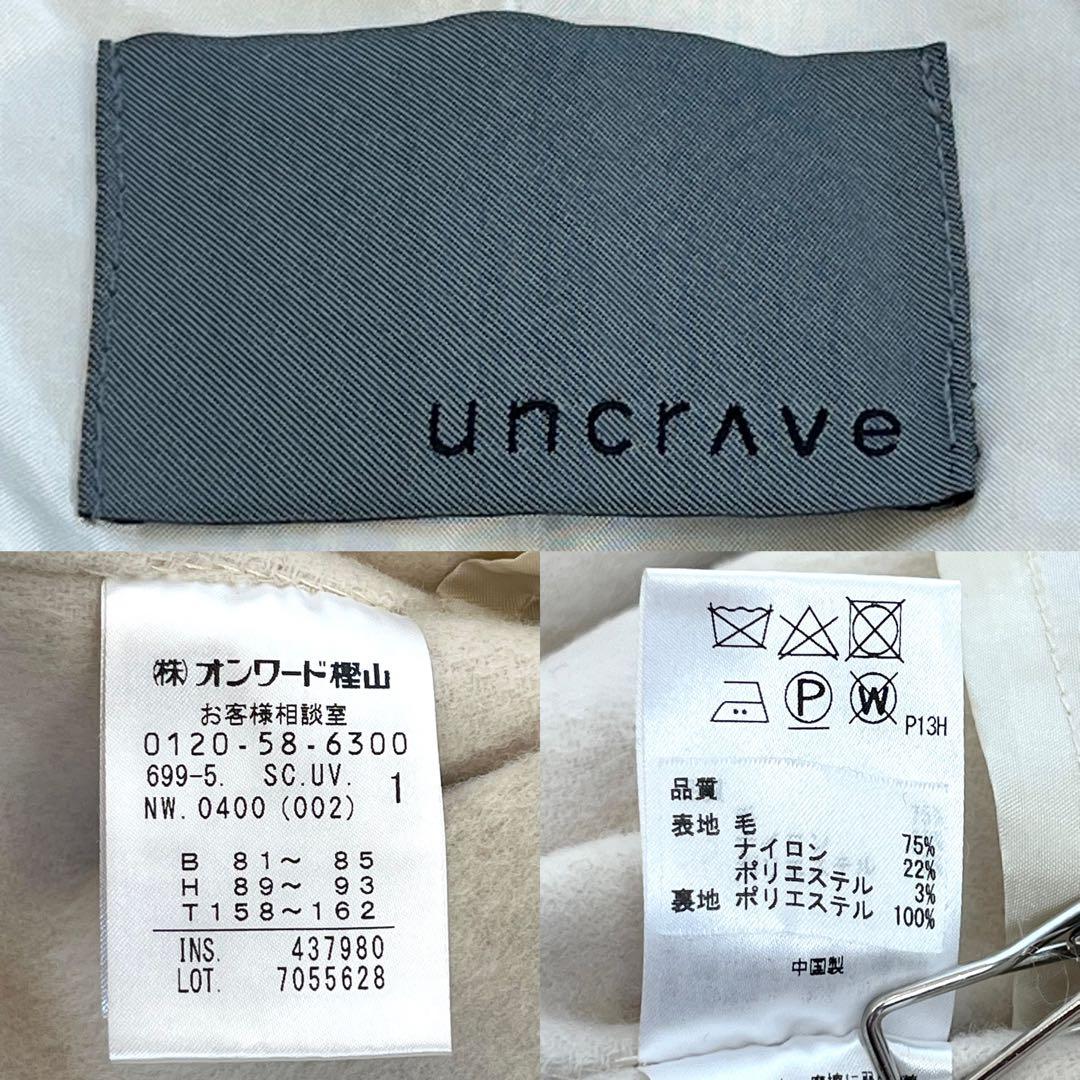 uncrave
(株)オンワード樫山
お客様相談室
0120-58-6300
699-5. SC.UV.
NW.0400(002) 1
B 81〜 85
H 89〜 93
T158〜162
INS. 437980
LOT. 7055628
P
W
P13H
品質
表地 毛 75%
ナイロン 22%
ポリエステル 3%
裏地 ポリエステル 100%
中国製